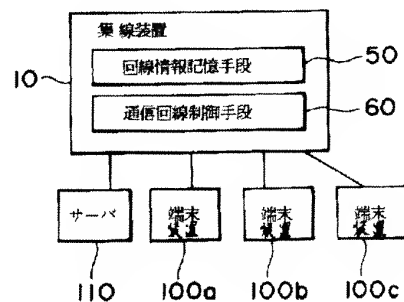 集線装置
10
回線情報記憶手段
50
通信回線制御手段
60
サーバ
端末
装置
端末
装置
端末
装置
110
100a
100b
100c